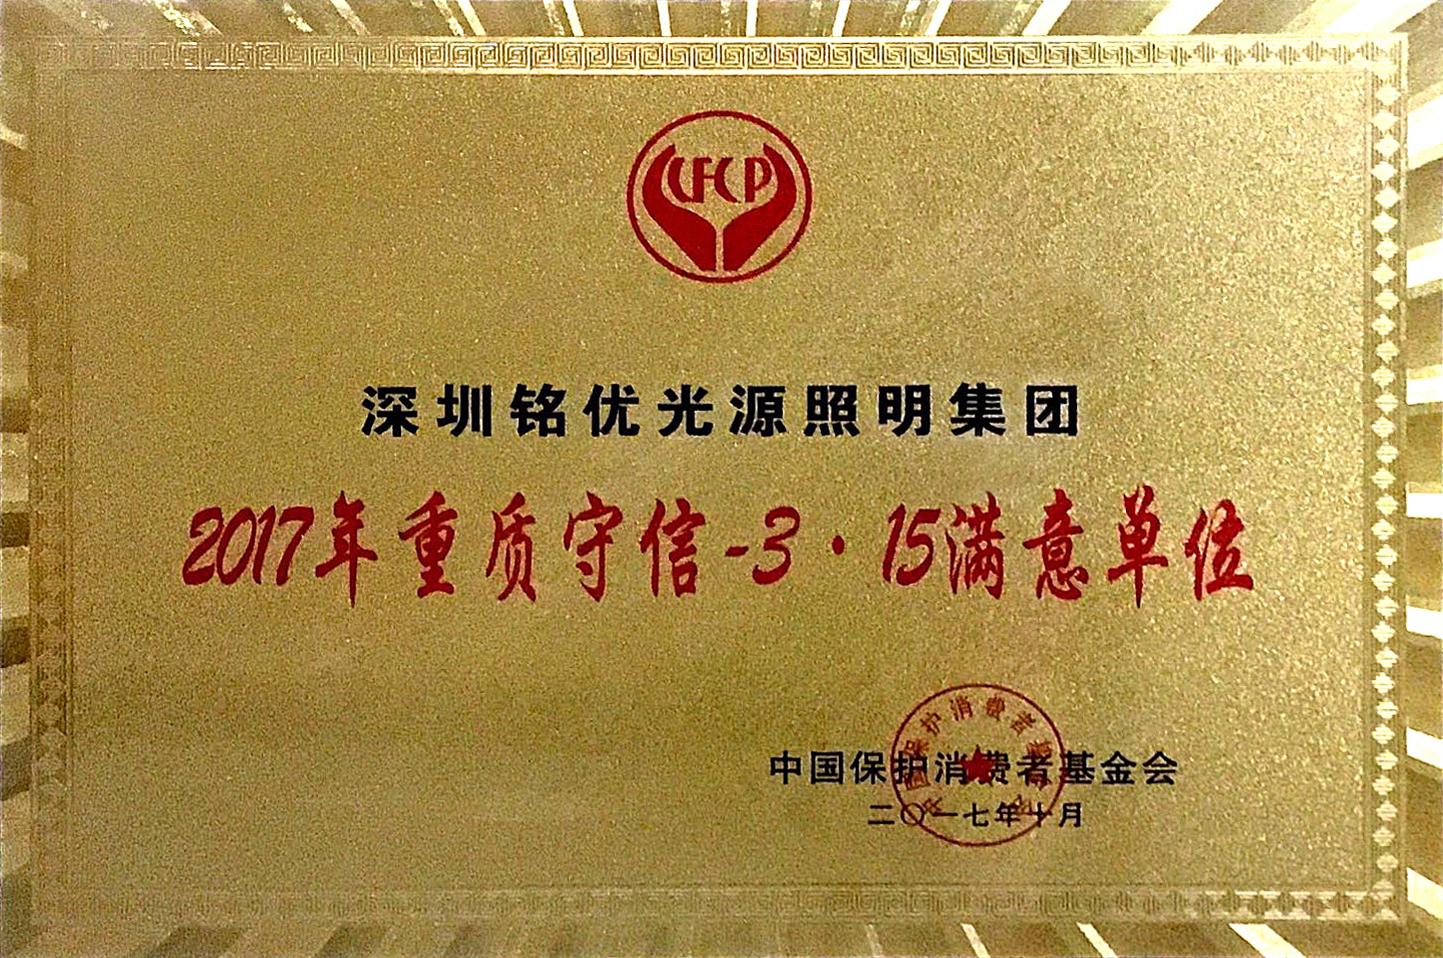 CFCP
深圳铭优光源照明集团
2017年重质守信-3·15满意单位
中国保护消费者基金会
二〇一七年十月